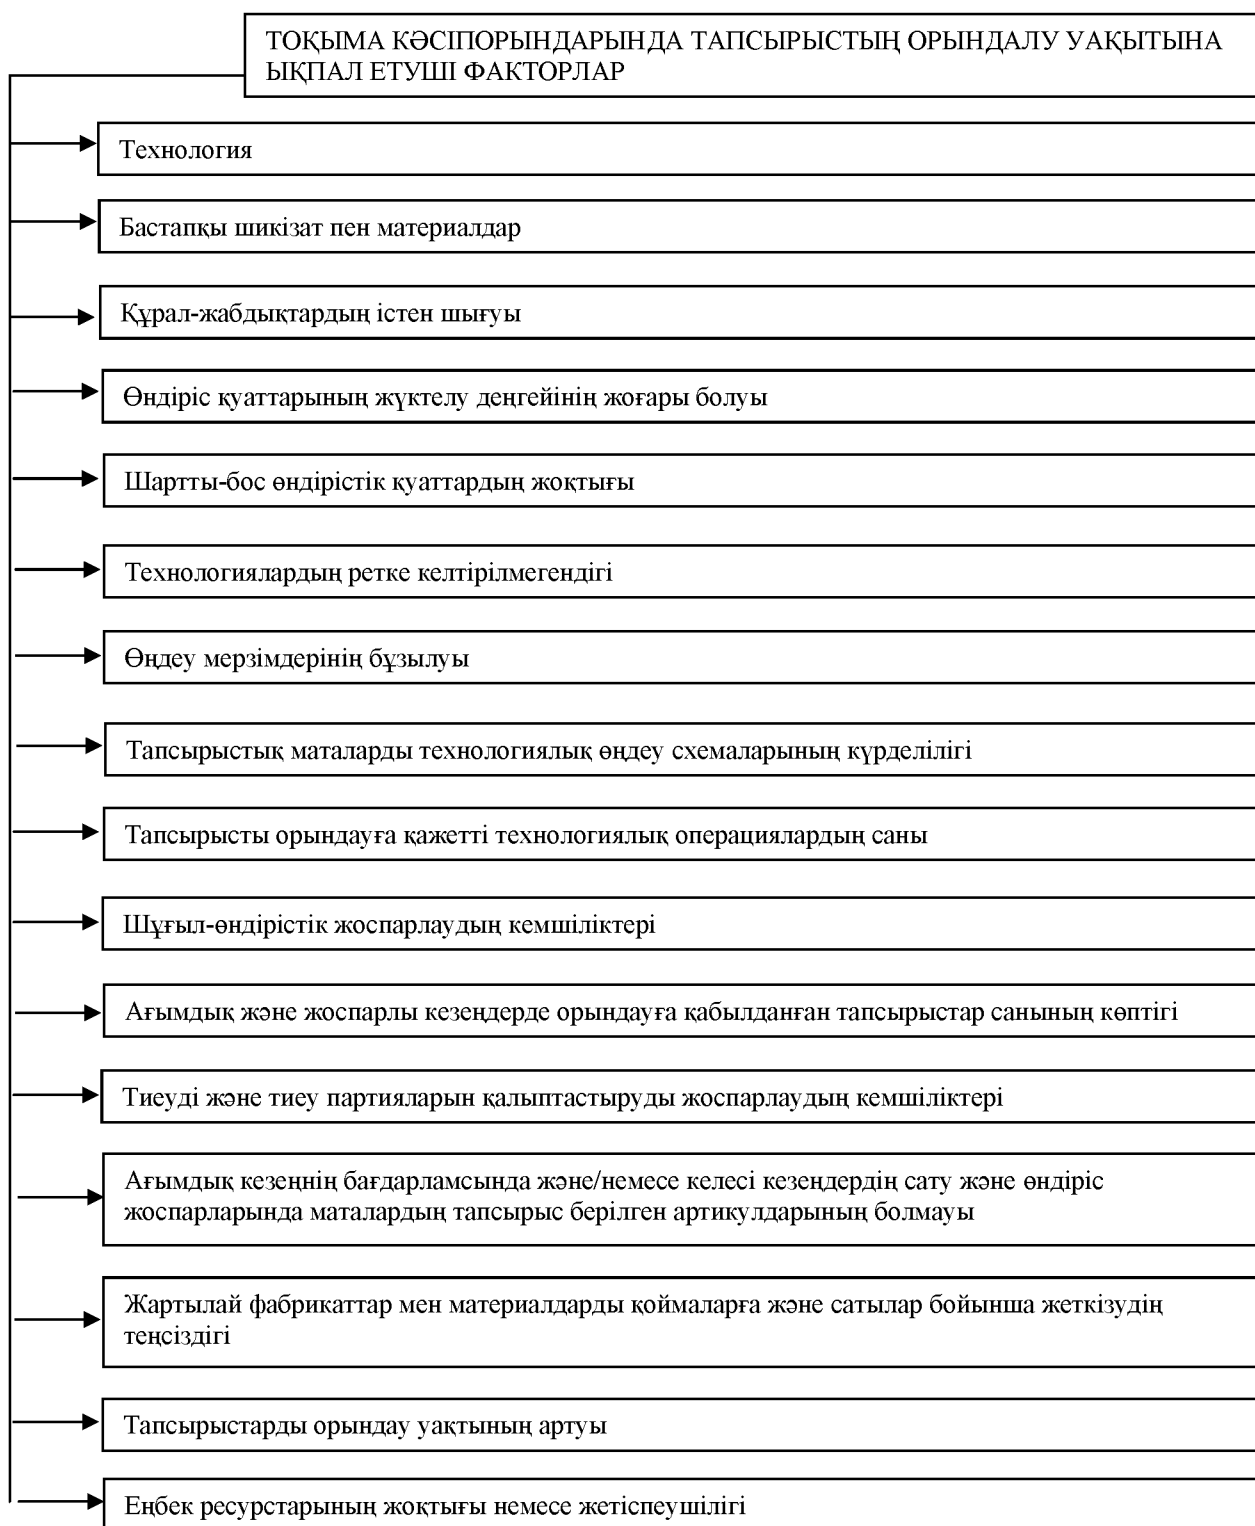 ТОҚЫМА КӘСІПОРЫНДАРЫНДА ТАПСЫРЫСТЫҢ ОРЫНДАЛУ УАҚЫТЫНА
ЫҚПАЛ ЕТУШІ ФАКТОРЛАР
Технология
Бастапқы шикізат пен материалдар
Құрал-жабдықтардың істен шығуы
Өндіріс қуаттарының жүктелу деңгейінің жоғары болуы
Шартты-бос өндірістік қуаттардың жоқтығы
Технологиялардың ретке келтірілмегендігі
Өңдеу мерзімдерінің бұзылуы
Тапсырыстық маталарды технологиялық өңдеу схемаларының күрделілігі
Тапсырысты орындауға қажетті технологиялық операциялардың саны
Шұғыл-өндірістік жоспарлаудың кемшіліктері
Ағымдық және жоспарлы кезеңдерде орындауға қабылданған тапсырыстар санының көптігі
Тиеуді және тиеу партияларын қалыптастыруды жоспарлаудың кемшіліктері
Ағымдық кезеңнің бағдарламсында және/немесе келесі кезеңдердің сату және өндіріс
жоспарларында маталардың тапсырыс берілген артикулдарының болмауы
Жартылай фабрикаттар мен материалдарды қоймаларға және сатылар бойынша жеткізудің
теңсіздігі
Тапсырыстарды орындау уақтының артуы
Еңбек ресурстарының жоқтығы немесе жетіспеушілігі